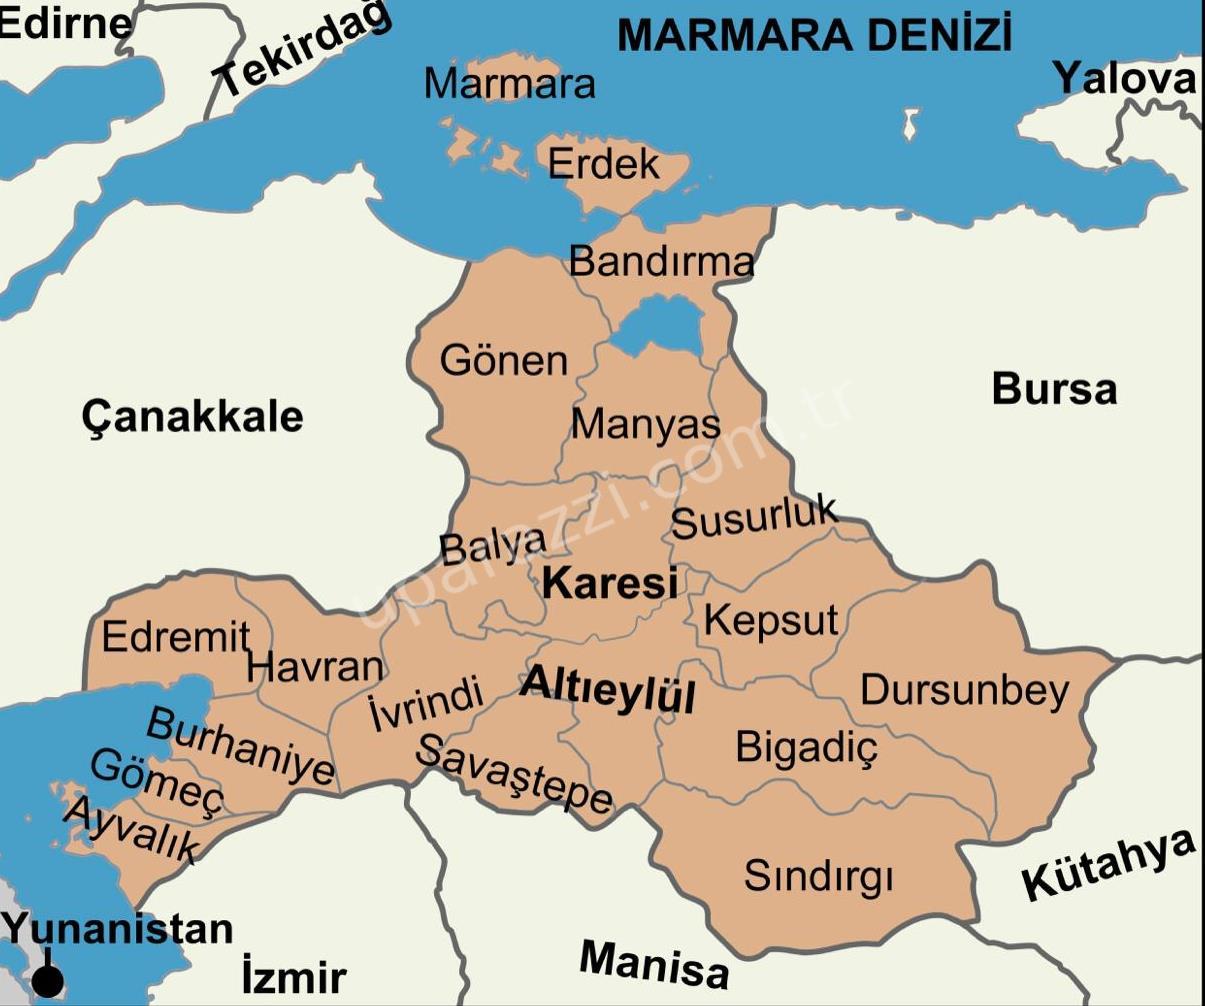 Edirne
Tekirdağ
MARMARA DENİZİ
Marmara
Yalova
Erdek
Bandırma
Gönen
Bursa
Çanakkale
Manyas
uparazzi.com.tr
Susurluk
Balya
Karesi
Kepsut
Edremit
Havran
İvrindi
Altıeylül
Dursunbey
Burhaniye
Bigadiç
Gömeç
Savaştepe
Ayvalık
Sındırgı
Kütahya
Yunanistan
İzmir
Manisa